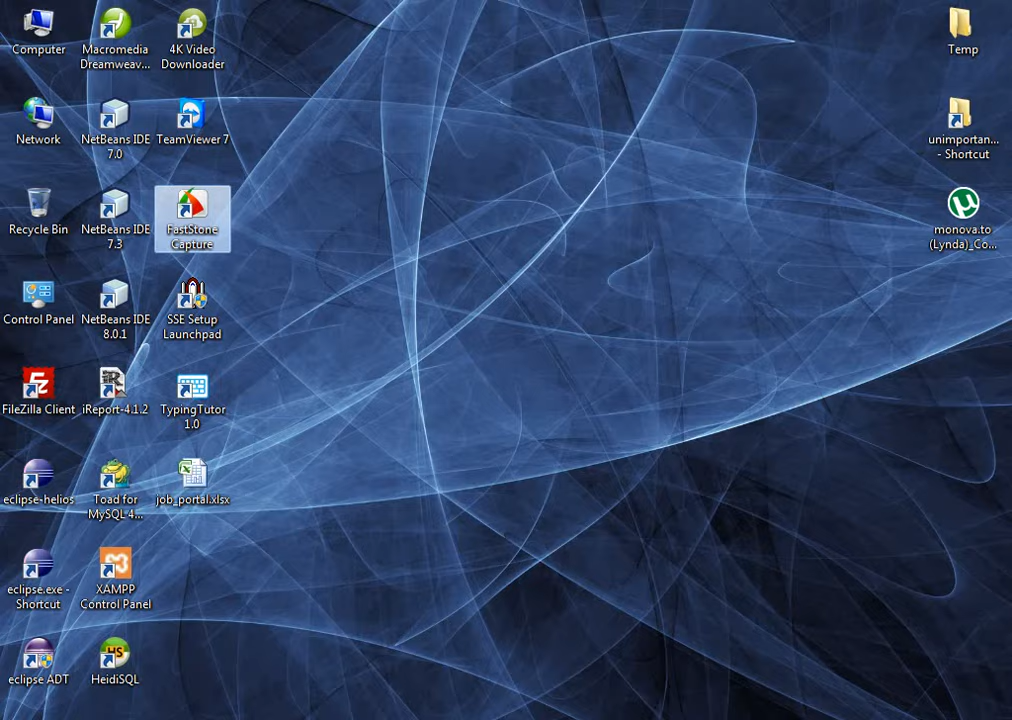 Computer
Macromedia
Dreamweav...
4K Video
Downloader
Temp
Network
NetBeans IDE
7.0
TeamViewer 7
unimportan...
- Shortcut
Recycle Bin
NetBeans IDE
7.3
FastStone
Capture
monova.to
(Lynda)_Co...
Control Panel
NetBeans IDE
8.0.1
SSE Setup
Launchpad
FileZilla Client
iReport-4.1.2
TypingTutor
1.0
eclipse-helios
Toad for
MySQL 4...
job_portal.xlsx
eclipse.exe -
Shortcut
XAMPP
Control Panel
eclipse ADT
HS
HeidiSQL